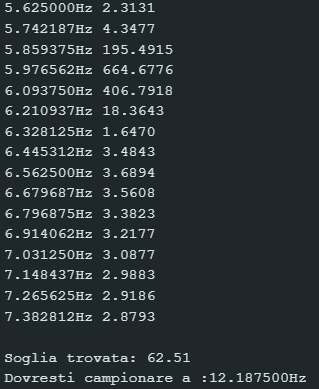 5.625000Hz 2.3131
5.742187Hz 4.3477
5.859375Hz 195.4915
5.976562Hz 664.6776
6.093750Hz 406.7918
6.210937Hz 18.3643
6.328125Hz 1.6470
6.445312Hz 3.4843
6.562500Hz 3.6894
6.679687Hz 3.5608
6.796875Hz 3.3823
6.914062Hz 3.2177
7.031250Hz 3.0877
7.148437Hz 2.9883
7.265625Hz 2.9186
7.382812Hz 2.8793
Soglia trovata: 62.51
Dovresti campionare a :12.187500Hz